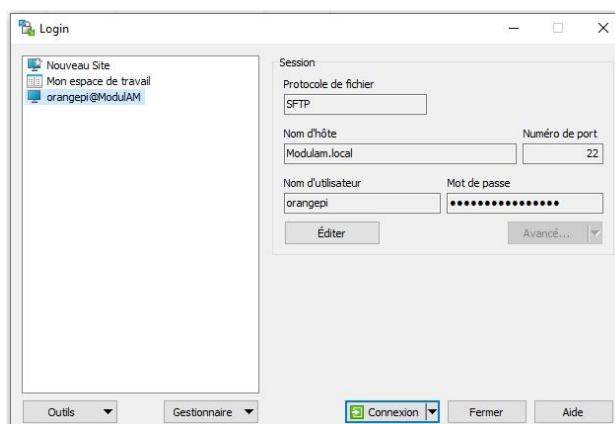 Login
Nouveau Site
Mon espace de travail
orangepi@ModulAM
Session
Protocole de fichier
SFTP
Nom d'hôte
Numéro de port
Modulam.local
22
Nom d'utilisateur
Mot de passe
orangepi
••••••••••••••••
Éditer
Avancé...
Outils
Gestionnaire
Connexion
Fermer
Aide